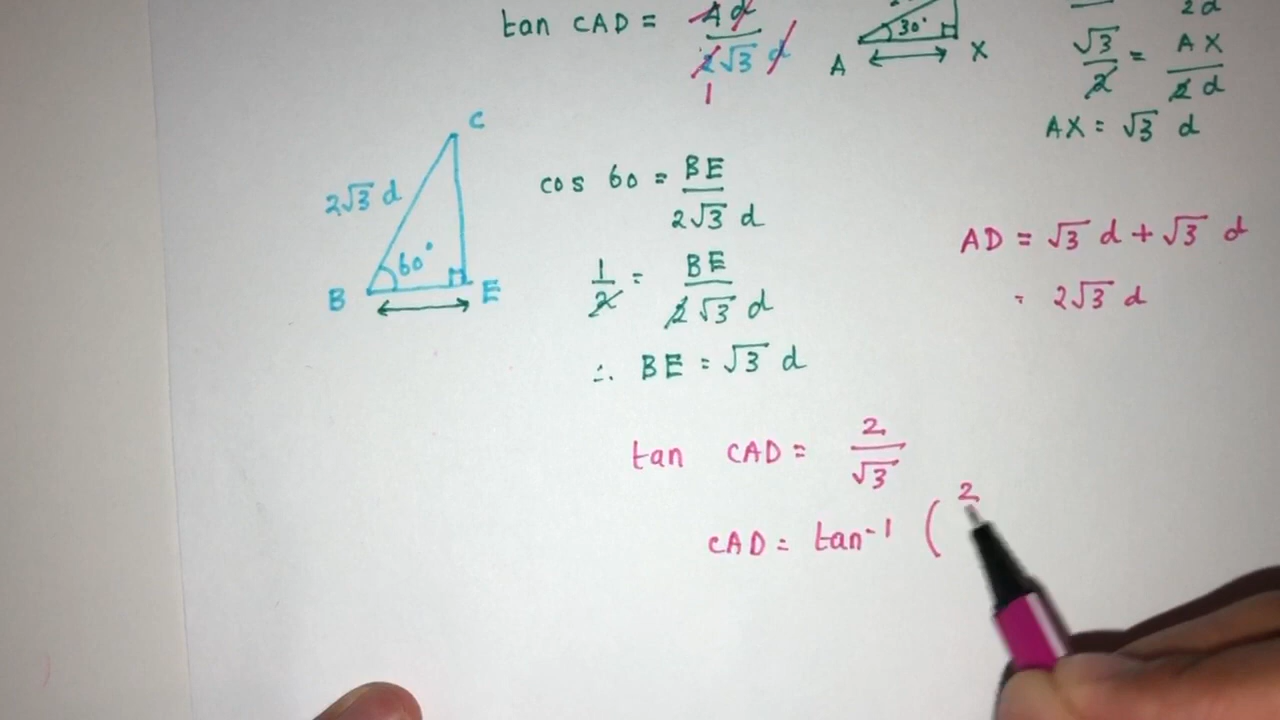 tan CAD = 4d / 2√3 d
1
30°
A
X
2d
√3 / 2 = AX / 2d
AX = √3 d
C
2√3 d
60°
B
E
cos 60 = BE / 2√3 d
1 / 2 = BE / 2√3 d
∴ BE = √3 d
AD = √3 d + √3 d
= 2√3 d
tan CAD = 2 / √3
CAD = tan⁻¹ ( 2